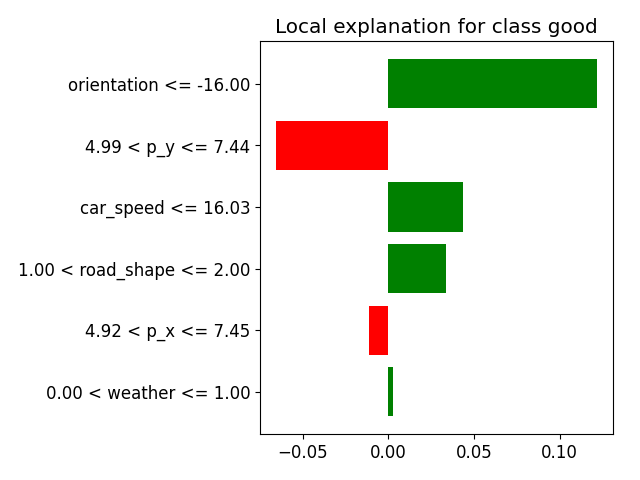 Local explanation for class good
orientation <= -16.00
4.99 < p_y <= 7.44
car_speed <= 16.03
1.00 < road_shape <= 2.00
4.92 < p_x <= 7.45
0.00 < weather <= 1.00
−0.05 0.00 0.05 0.10